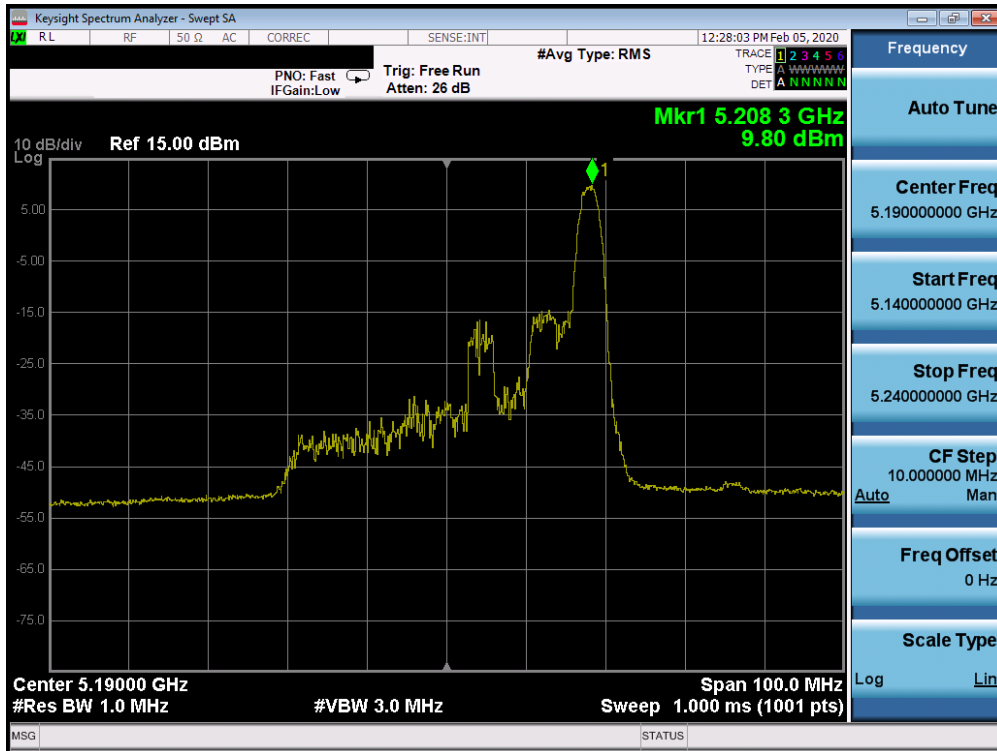 Keysight Spectrum Analyzer - Swept SA
LXI RL RF 50 Ω AC CORREC SENSE:INT 12:28:03 PM Feb 05, 2020
#Avg Type: RMS TRACE 1 2 3 4 5 6
PNO: Fast Trig: Free Run TYPE A WWWWW
IFGain:Low Atten: 26 dB DET A N N N N N
Mkr1 5.208 3 GHz
9.80 dBm
10 dB/div Ref 15.00 dBm
Log
1
5.00
-5.00
-15.0
-25.0
-35.0
-45.0
-55.0
-65.0
-75.0
Center 5.19000 GHz Span 100.0 MHz
#Res BW 1.0 MHz #VBW 3.0 MHz Sweep 1.000 ms (1001 pts)
MSG STATUS
Frequency
Auto Tune
Center Freq
5.190000000 GHz
Start Freq
5.140000000 GHz
Stop Freq
5.240000000 GHz
CF Step
10.000000 MHz
Auto Man
Freq Offset
0 Hz
Scale Type
Log Lin